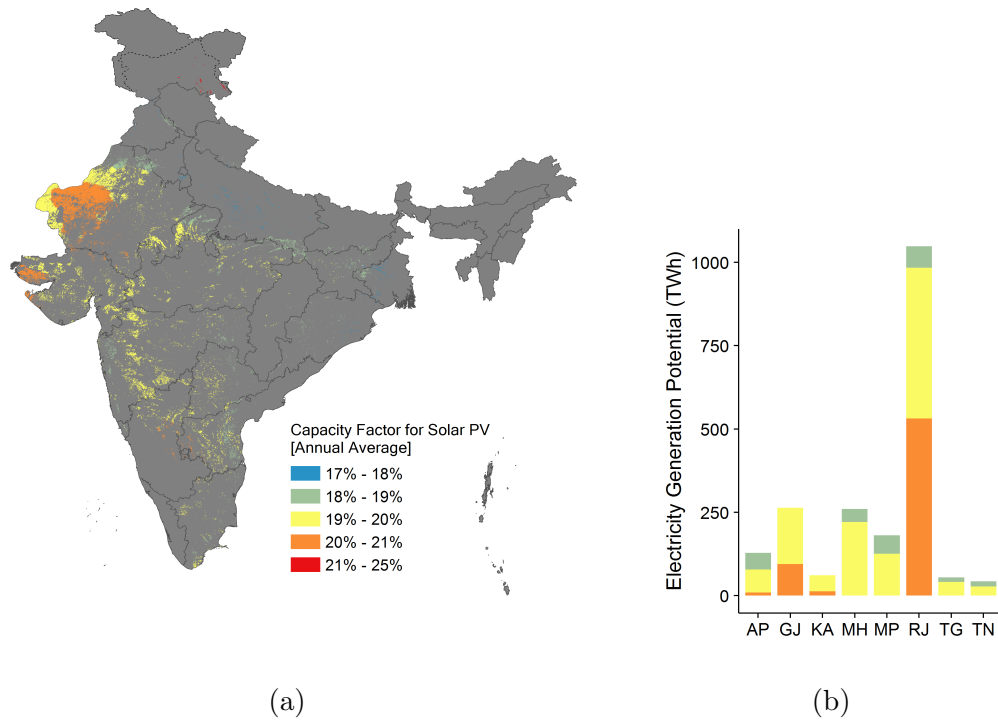 Capacity Factor for Solar PV
[Annual Average]
17% - 18%
18% - 19%
19% - 20%
20% - 21%
21% - 25%
(a)
Electricity Generation Potential (TWh)
1000
750
500
250
0
AP GJ KA MH MP RJ TG TN
(b)